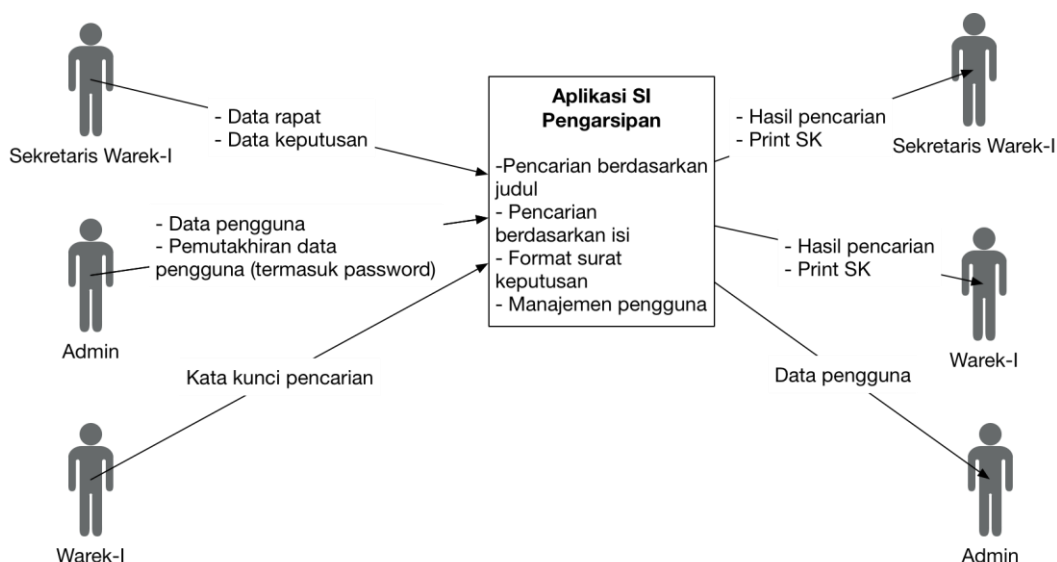 - Data rapat
- Data keputusan
Sekretaris Warek-I
- Data pengguna
- Pemutakhiran data
pengguna (termasuk password)
Admin
Kata kunci pencarian
Warek-I
Aplikasi SI
Pengarsipan
-Pencarian berdasarkan
judul
- Pencarian
berdasarkan isi
- Format surat
keputusan
- Manajemen pengguna
- Hasil pencarian
- Print SK
Sekretaris Warek-I
- Hasil pencarian
- Print SK
Warek-I
Data pengguna
Admin